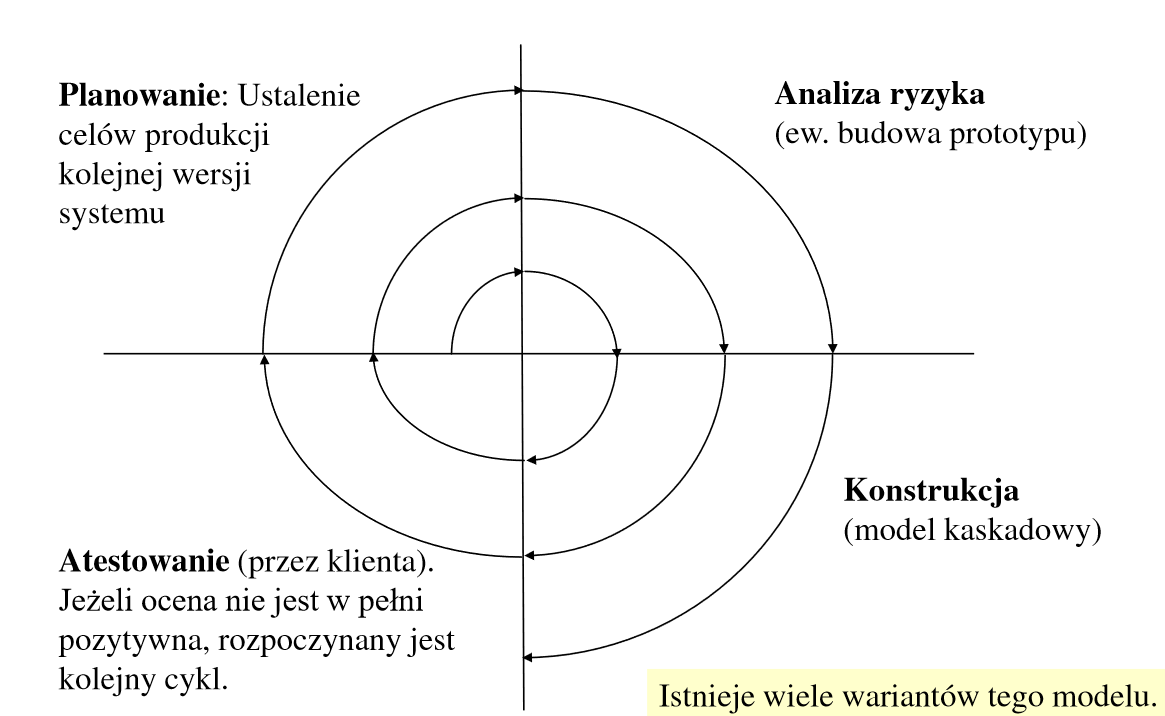 Planowanie: Ustalenie
celów produkcji
kolejnej wersji
systemu
Analiza ryzyka
(ew. budowa prototypu)
Konstrukcja
(model kaskadowy)
Atestowanie (przez klienta).
Jeżeli ocena nie jest w pełni
pozytywna, rozpoczynany jest
kolejny cykl.
Istnieje wiele wariantów tego modelu.